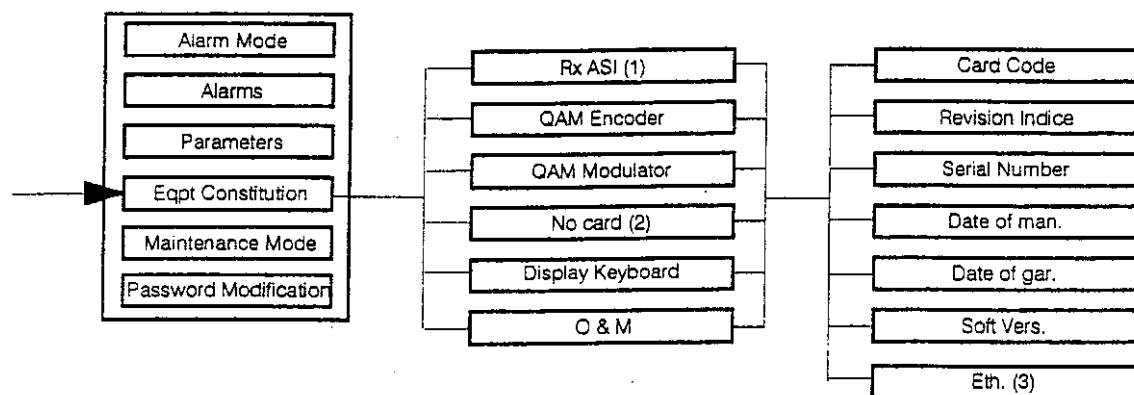 Alarm Mode
Alarms
Parameters
Eqpt Constitution
Maintenance Mode
Password Modification
Rx ASI (1)
QAM Encoder
QAM Modulator
No card (2)
Display Keyboard
O & M
Card Code
Revision Indice
Serial Number
Date of man.
Date of gar.
Soft Vers.
Eth. (3)